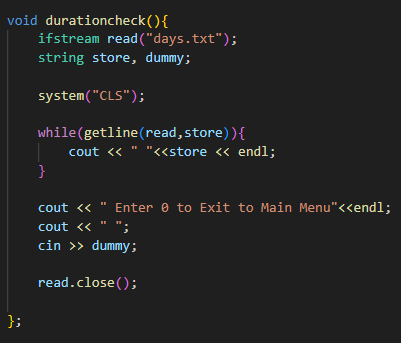 void durationcheck(){
    ifstream read("days.txt");
    string store, dummy;

    system("CLS");

    while(getline(read,store)){
        cout << " "<<store << endl;
    }

    cout << " Enter 0 to Exit to Main Menu"<<endl;
    cout << " ";
    cin >> dummy;

    read.close();

};